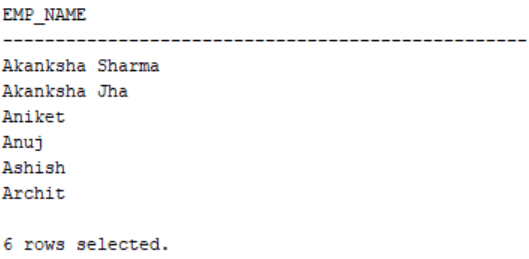 EMP_NAME
--------------------------------------------------
Akanksha Sharma
Akanksha Jha
Aniket
Anuj
Ashish
Archit
6 rows selected.